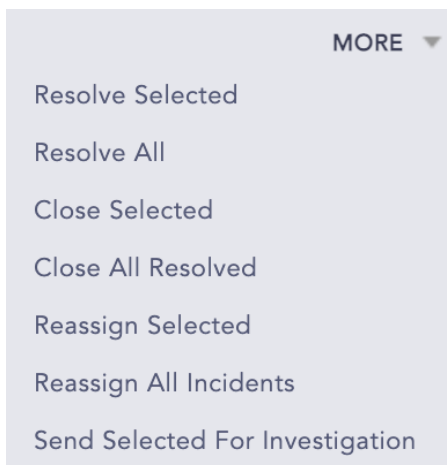 MORE
Resolve Selected
Resolve All
Close Selected
Close All Resolved
Reassign Selected
Reassign All Incidents
Send Selected For Investigation